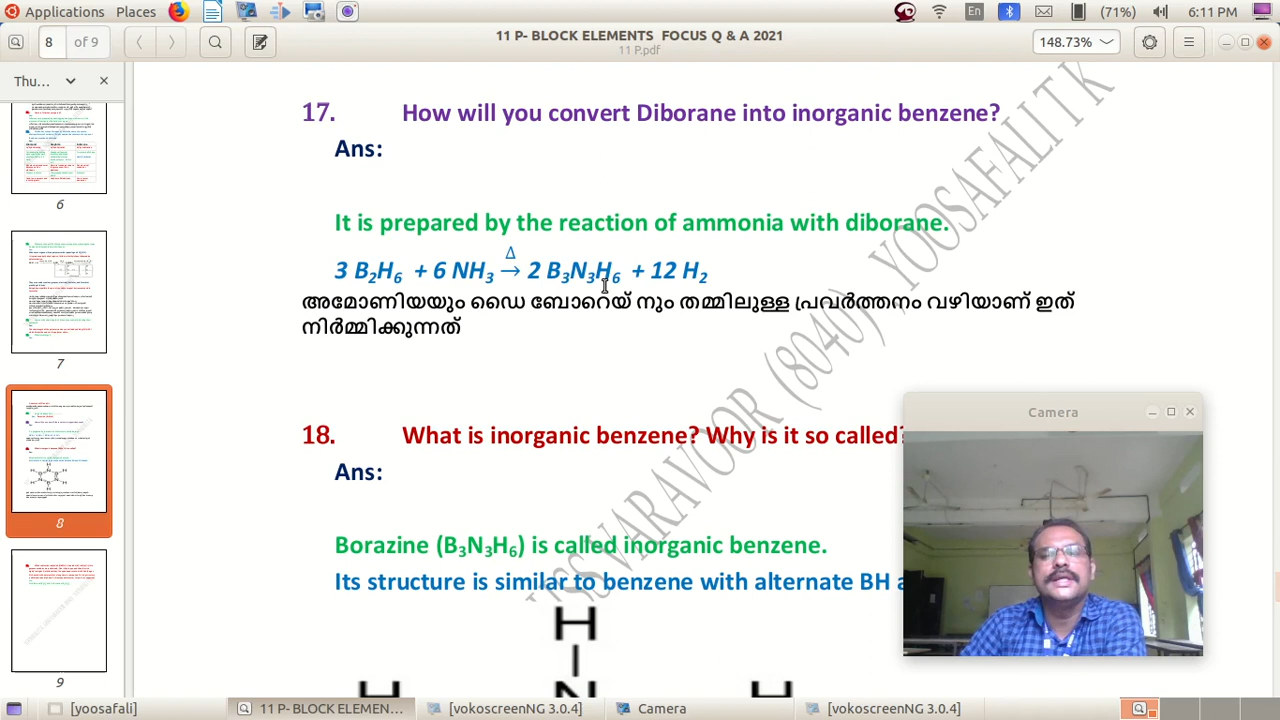 Applications Places En (71%) 6:11 PM
8 of 9 11 P- BLOCK ELEMENTS FOCUS Q & A 2021 148.73%
11 P.pdf
Thu...
6
7
8
9
17. How will you convert Diborane into inorganic benzene?
Ans:
It is prepared by the reaction of ammonia with diborane.
Δ
3 B₂H₆ + 6 NH₃ → 2 B₃N₃H₆ + 12 H₂
അമോണിയയും ഡൈ ബോറെയ് നും തമ്മിലുള്ള പ്രവർത്തനം വഴിയാണ് ഇത്
നിർമ്മിക്കുന്നത്
18. What is inorganic benzene? Why is it so called?
Ans:
Borazine (B₃N₃H₆) is called inorganic benzene.
Its structure is similar to benzene with alternate BH
H
N
H H
SS VARAVOOR (8040) YOOSAFALI T K
Camera
[yoosafali] 11 P- BLOCK ELEMEN... [vokoscreenNG 3.0.4] Camera [vokoscreenNG 3.0.4]